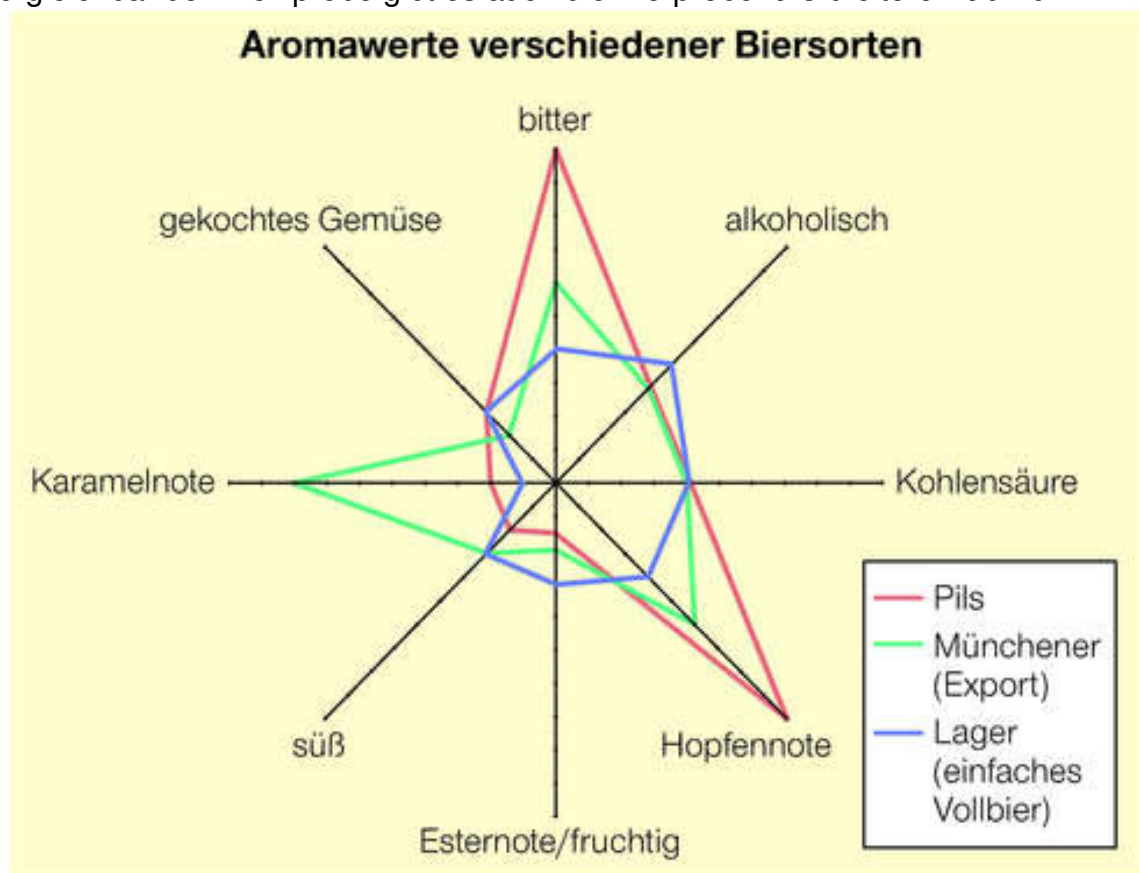 Aromawerte verschiedener Biersorten
bitter
gekochtes Gemüse
alkoholisch
Karamelnote
Kohlensäure
süß
Hopfennote
Esternote/fruchtig
Pils
Münchener
(Export)
Lager
(einfaches
Vollbier)